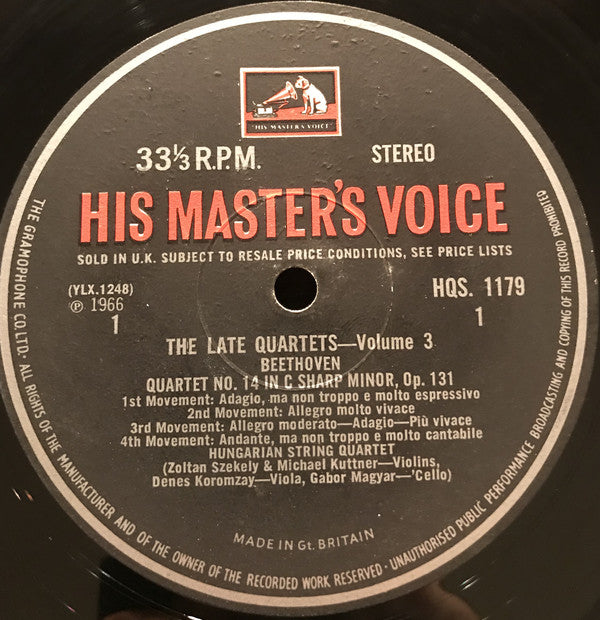 "HIS MASTER'S VOICE"
33⅓ R.P.M.
STEREO
HIS MASTER'S VOICE
SOLD IN U.K. SUBJECT TO RESALE PRICE CONDITIONS, SEE PRICE LISTS
(YLX.1248)
℗ 1966
1
HQS. 1179
1
THE LATE QUARTETS—Volume 3
BEETHOVEN
QUARTET NO. 14 IN C SHARP MINOR, Op. 131
1st Movement: Adagio, ma non troppo e molto espressivo
2nd Movement: Allegro molto vivace
3rd Movement: Allegro moderato—Adagio—Più vivace
4th Movement: Andante, ma non troppo e molto cantabile
HUNGARIAN STRING QUARTET
(Zoltan Szekely & Michael Kuttner—Violins,
Denes Koromzay—Viola, Gabor Magyar—'Cello)
MADE IN Gt. BRITAIN
THE GRAMOPHONE CO. LTD. · ALL RIGHTS OF THE MANUFACTURER AND OF THE OWNER OF THE RECORDED WORK RESERVED · UNAUTHORISED PUBLIC PERFORMANCE BROADCASTING AND COPYING OF THIS RECORD PROHIBITED